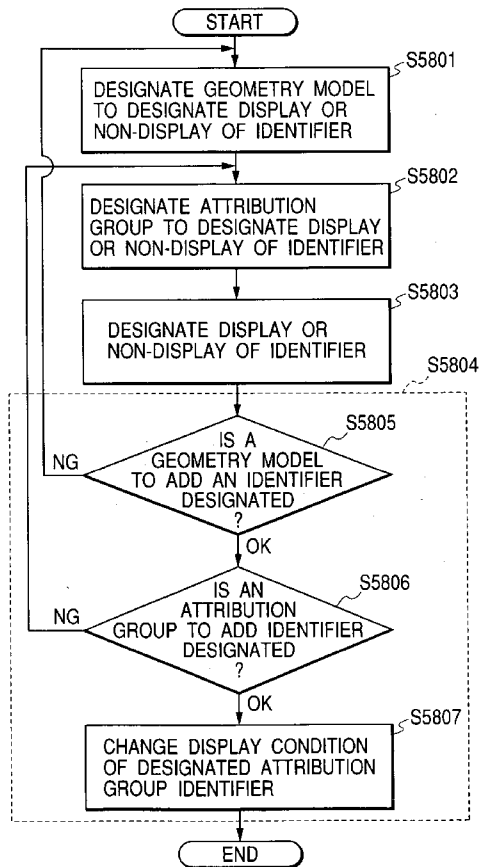 START
S5801
DESIGNATE GEOMETRY MODEL
TO DESIGNATE DISPLAY OR
NON-DISPLAY OF IDENTIFIER
S5802
DESIGNATE ATTRIBUTION
GROUP TO DESIGNATE DISPLAY
OR NON-DISPLAY OF IDENTIFIER
S5803
DESIGNATE DISPLAY OR
NON-DISPLAY OF IDENTIFIER
S5804
S5805
IS A
GEOMETRY MODEL
TO ADD AN IDENTIFIER
DESIGNATED
?
NG
OK
S5806
IS AN
ATTRIBUTION
GROUP TO ADD IDENTIFIER
DESIGNATED
?
NG
OK
S5807
CHANGE DISPLAY CONDITION
OF DESIGNATED ATTRIBUTION
GROUP IDENTIFIER
END